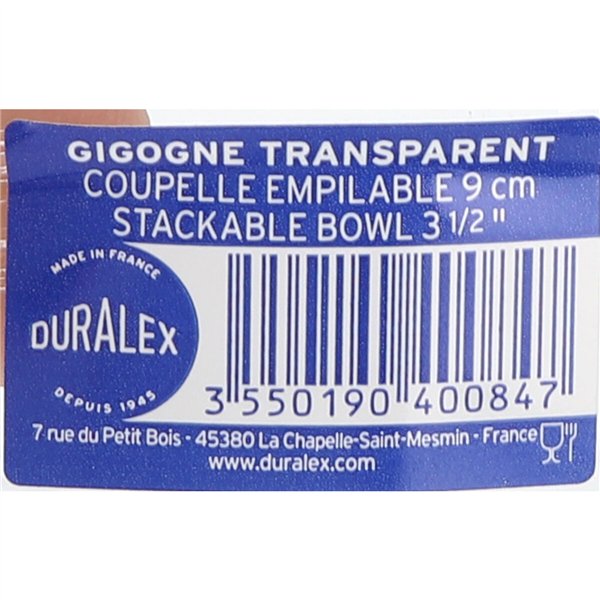 GIGOGNE TRANSPARENT
COUPELLE EMPILABLE 9 cm
STACKABLE BOWL 3 1/2"
MADE IN FRANCE
DURALEX
DEPUIS 1945
3 550190 400847
7 rue du Petit Bois - 45380 La Chapelle-Saint-Mesmin - France
www.duralex.com